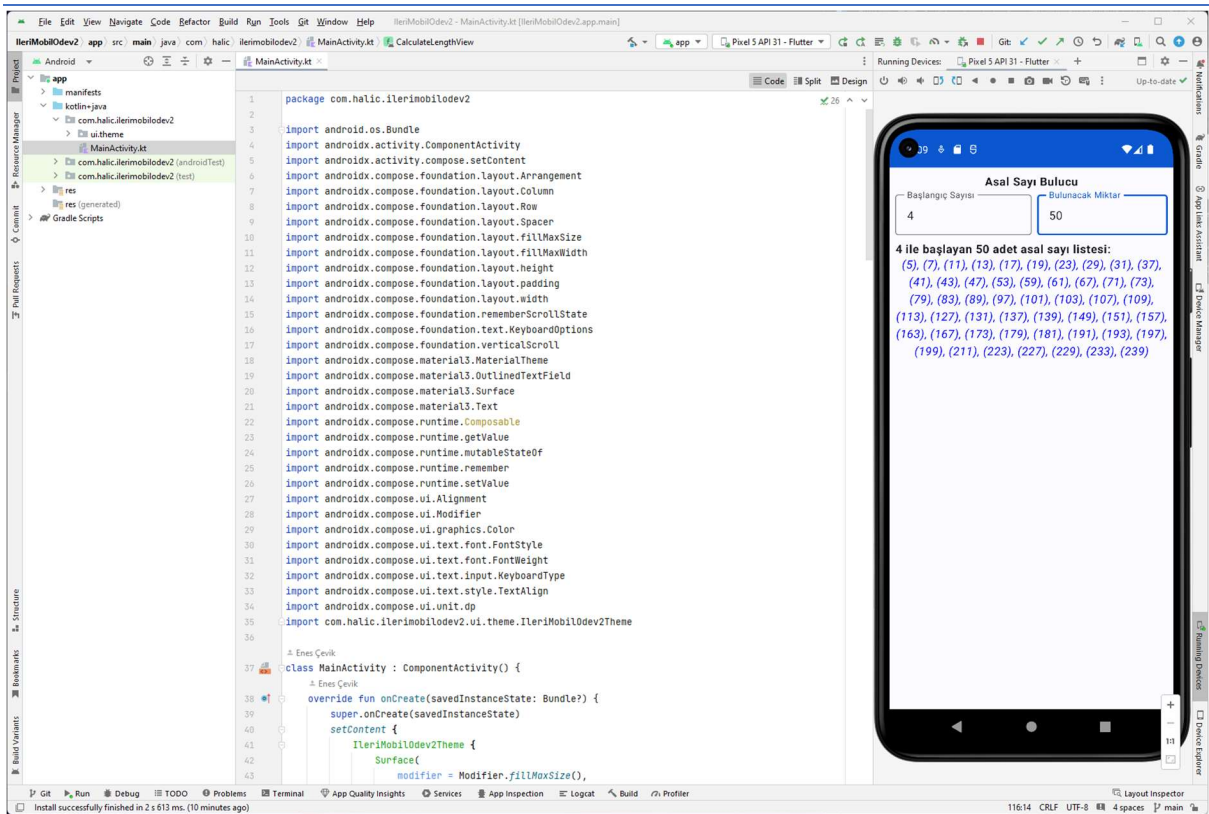 File Edit View Navigate Code Refactor Build Run Tools Git Window Help IleriMobilOdev2 - MainActivity.kt [IleriMobilOdev2.app.main]
IleriMobilOdev2 app src main java com halic ilerimobilodev2 MainActivity.kt CalculateLengthView
app Pixel 5 API 31 - Flutter Git:
Android
MainActivity.kt
Running Devices: Pixel 5 API 31 - Flutter
Code Split Design
Up-to-date
Project
Resource Manager
Commit
Pull Requests
Structure
Bookmarks
Build Variants
app
manifests
kotlin+java
com.halic.ilerimobilodev2
ui.theme
MainActivity.kt
com.halic.ilerimobilodev2 (androidTest)
com.halic.ilerimobilodev2 (test)
res
res (generated)
Gradle Scripts
26
1 package com.halic.ilerimobilodev2
2
3 import android.os.Bundle
4 import androidx.activity.ComponentActivity
5 import androidx.activity.compose.setContent
6 import androidx.compose.foundation.layout.Arrangement
7 import androidx.compose.foundation.layout.Column
8 import androidx.compose.foundation.layout.Row
9 import androidx.compose.foundation.layout.Spacer
10 import androidx.compose.foundation.layout.fillMaxSize
11 import androidx.compose.foundation.layout.fillMaxWidth
12 import androidx.compose.foundation.layout.height
13 import androidx.compose.foundation.layout.padding
14 import androidx.compose.foundation.layout.width
15 import androidx.compose.foundation.rememberScrollState
16 import androidx.compose.foundation.text.KeyboardOptions
17 import androidx.compose.foundation.verticalScroll
18 import androidx.compose.material3.MaterialTheme
19 import androidx.compose.material3.OutlinedTextField
20 import androidx.compose.material3.Surface
21 import androidx.compose.material3.Text
22 import androidx.compose.runtime.Composable
23 import androidx.compose.runtime.getValue
24 import androidx.compose.runtime.mutableStateOf
25 import androidx.compose.runtime.remember
26 import androidx.compose.runtime.setValue
27 import androidx.compose.ui.Alignment
28 import androidx.compose.ui.Modifier
29 import androidx.compose.ui.graphics.Color
30 import androidx.compose.ui.text.font.FontStyle
31 import androidx.compose.ui.text.font.FontWeight
32 import androidx.compose.ui.text.input.KeyboardType
33 import androidx.compose.ui.text.style.TextAlign
34 import androidx.compose.ui.unit.dp
35 import com.halic.ilerimobilodev2.ui.theme.IleriMobilOdev2Theme
36
Enes Çevik
37 class MainActivity : ComponentActivity() {
Enes Çevik
38 override fun onCreate(savedInstanceState: Bundle?) {
39 super.onCreate(savedInstanceState)
40 setContent {
41 IleriMobilOdev2Theme {
42 Surface(
43 modifier = Modifier.fillMaxSize(),
Asal Sayı Bulucu
Başlangıç Sayısı Bulunacak Miktar
4 50
4 ile başlayan 50 adet asal sayı listesi:
(5), (7), (11), (13), (17), (19), (23), (29), (31), (37),
(41), (43), (47), (53), (59), (61), (67), (71), (73),
(79), (83), (89), (97), (101), (103), (107), (109),
(113), (127), (131), (137), (139), (149), (151), (157),
(163), (167), (173), (179), (181), (191), (193), (197),
(199), (211), (223), (227), (229), (233), (239)
1:1
Notifications
Gradle
App Links Assistant
Device Manager
Running Devices
Device Explorer
Git Run Debug TODO Problems Terminal App Quality Insights Services App Inspection Logcat Build Profiler Layout Inspector
Install successfully finished in 2 s 613 ms. (10 minutes ago) 116:14 CRLF UTF-8 4 spaces main